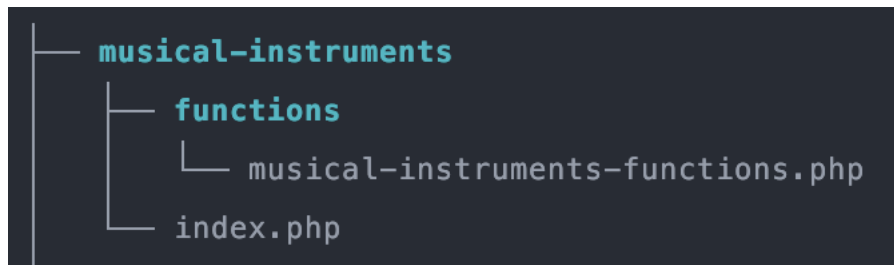 musical-instruments
functions
musical-instruments-functions.php
index.php